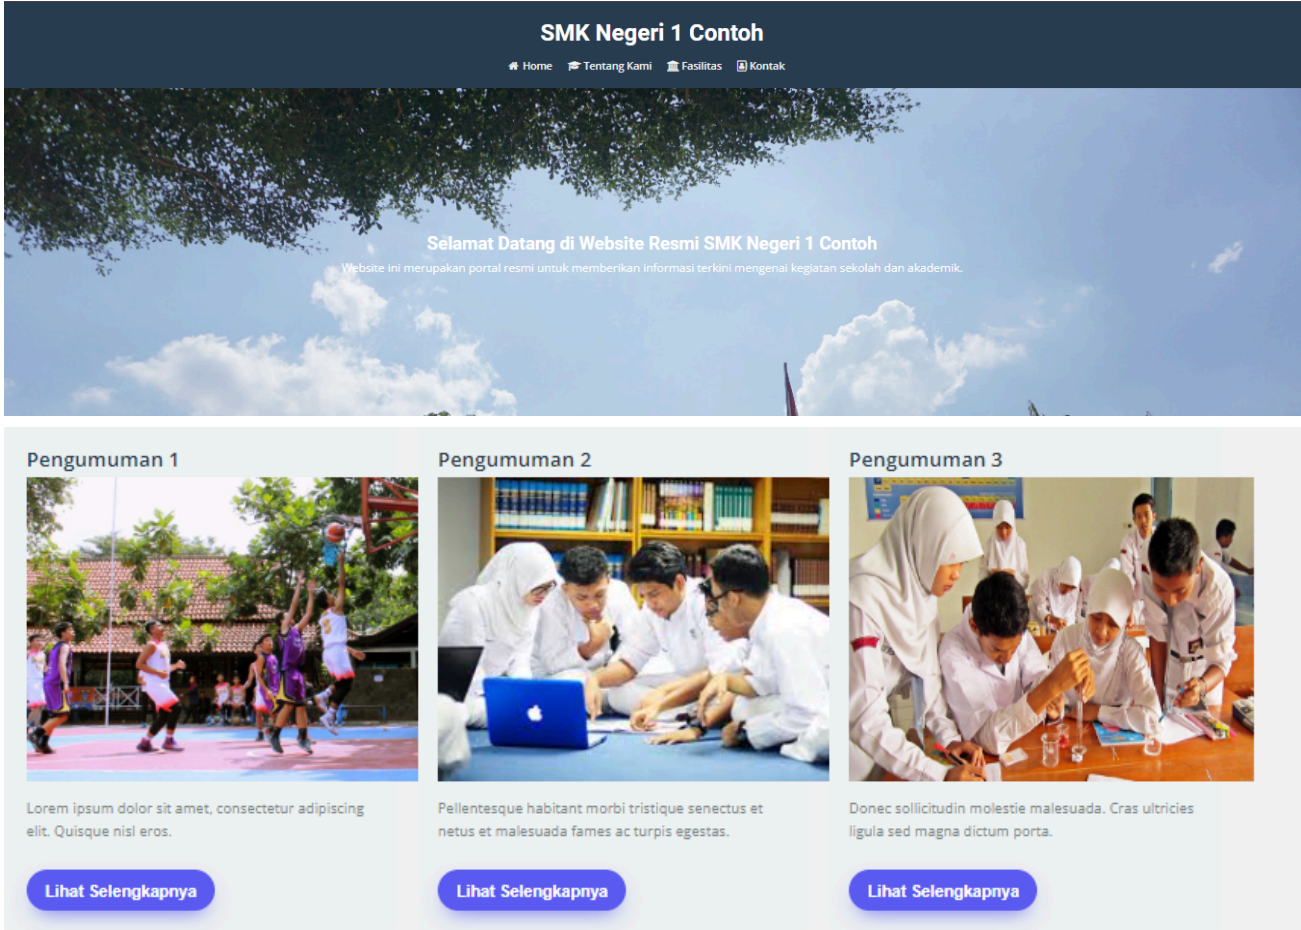 SMK Negeri 1 Contoh
Home Tentang Kami Fasilitas Kontak
Selamat Datang di Website Resmi SMK Negeri 1 Contoh
Website ini merupakan portal resmi untuk memberikan informasi terkini mengenai kegiatan sekolah dan akademik.
Pengumuman 1
Lorem ipsum dolor sit amet, consectetur adipiscing
elit. Quisque nisl eros.
Lihat Selengkapnya
Pengumuman 2
Pellentesque habitant morbi tristique senectus et
netus et malesuada fames ac turpis egestas.
Lihat Selengkapnya
Pengumuman 3
Donec sollicitudin molestie malesuada. Cras ultricies
ligula sed magna dictum porta.
Lihat Selengkapnya